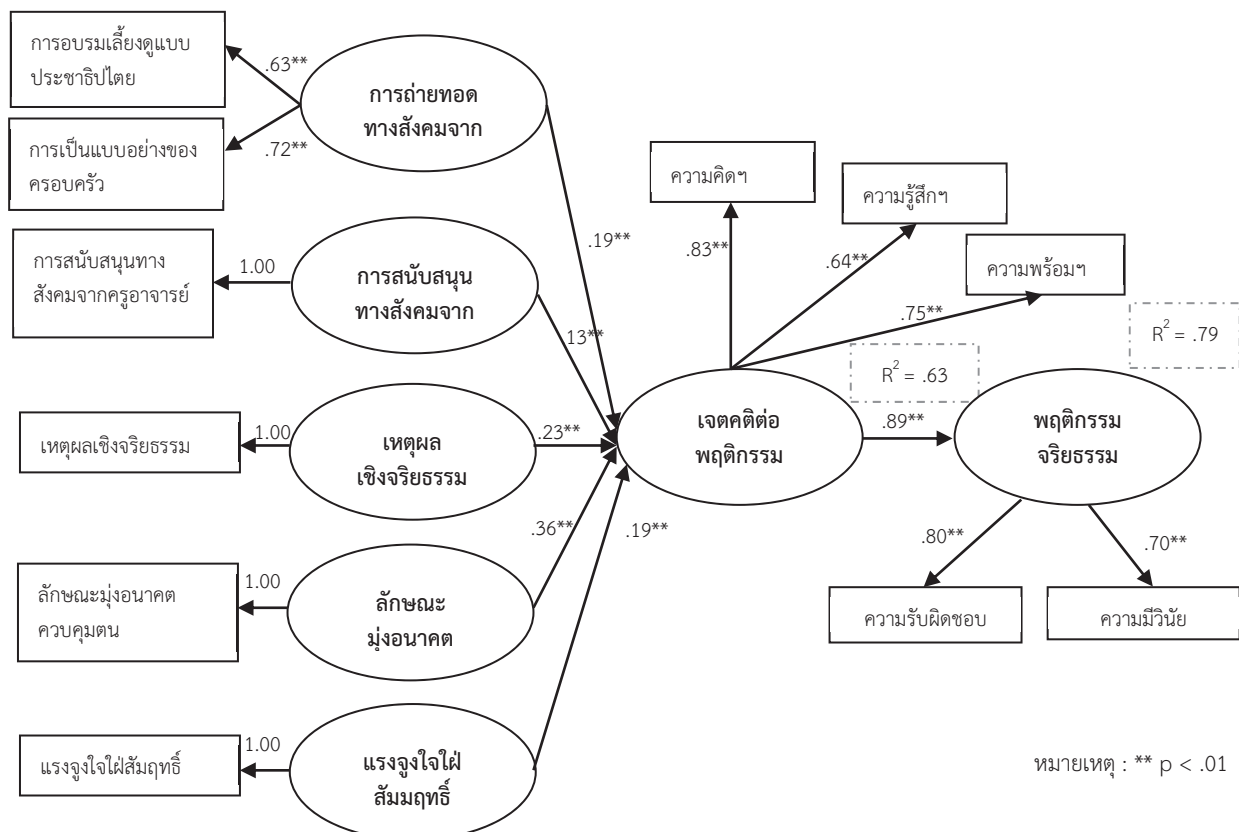 การอบรมเลี้ยงดูแบบ
ประชาธิปไตย
.63**
การถ่ายทอด
ทางสังคมจาก
.72**
การเป็นแบบอย่างของ
ครอบครัว
ความคิดฯ
ความรู้สึกฯ
ความพร้อมฯ
.83**
.64**
.75**
.19**
การสนับสนุนทาง
สังคมจากครูอาจารย์
1.00
การสนับสนุน
ทางสังคมจาก
13**
R2 = .63
R2 = .79
เจตคติต่อ
พฤติกรรม
.89**
พฤติกรรม
จริยธรรม
เหตุผลเชิงจริยธรรม
1.00
เหตุผล
เชิงจริยธรรม
.23**
.80**
.70**
ความรับผิดชอบ
ความมีวินัย
ลักษณะมุ่งอนาคต
ควบคุมตน
1.00
ลักษณะ
มุ่งอนาคต
.36**
.19**
แรงจูงใจใฝ่สัมฤทธิ์
1.00
แรงจูงใจใฝ่
สัมมฤทธิ์
หมายเหตุ : ** p < .01